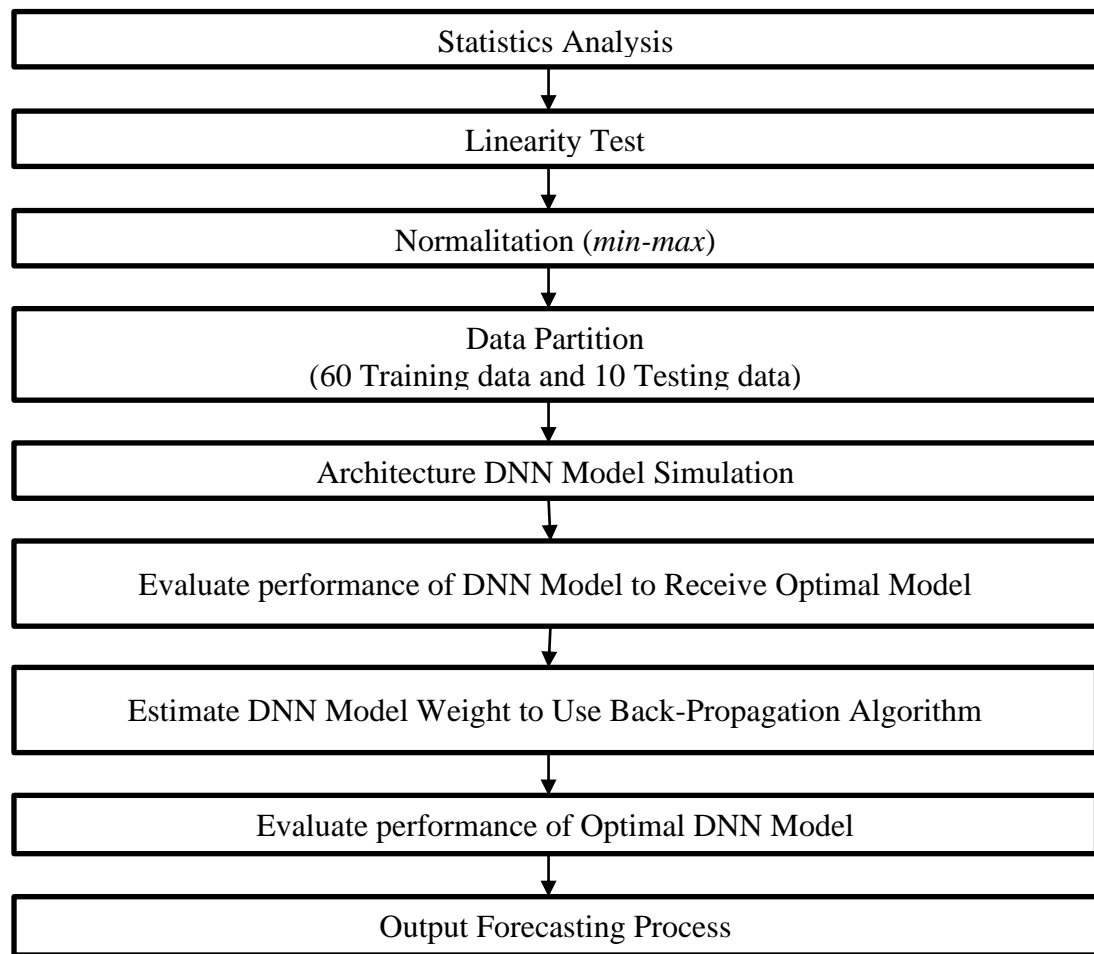 Statistics Analysis
Linearity Test
Normalitation (min-max)
Data Partition
(60 Training data and 10 Testing data)
Architecture DNN Model Simulation
Evaluate performance of DNN Model to Receive Optimal Model
Estimate DNN Model Weight to Use Back-Propagation Algorithm
Evaluate performance of Optimal DNN Model
Output Forecasting Process